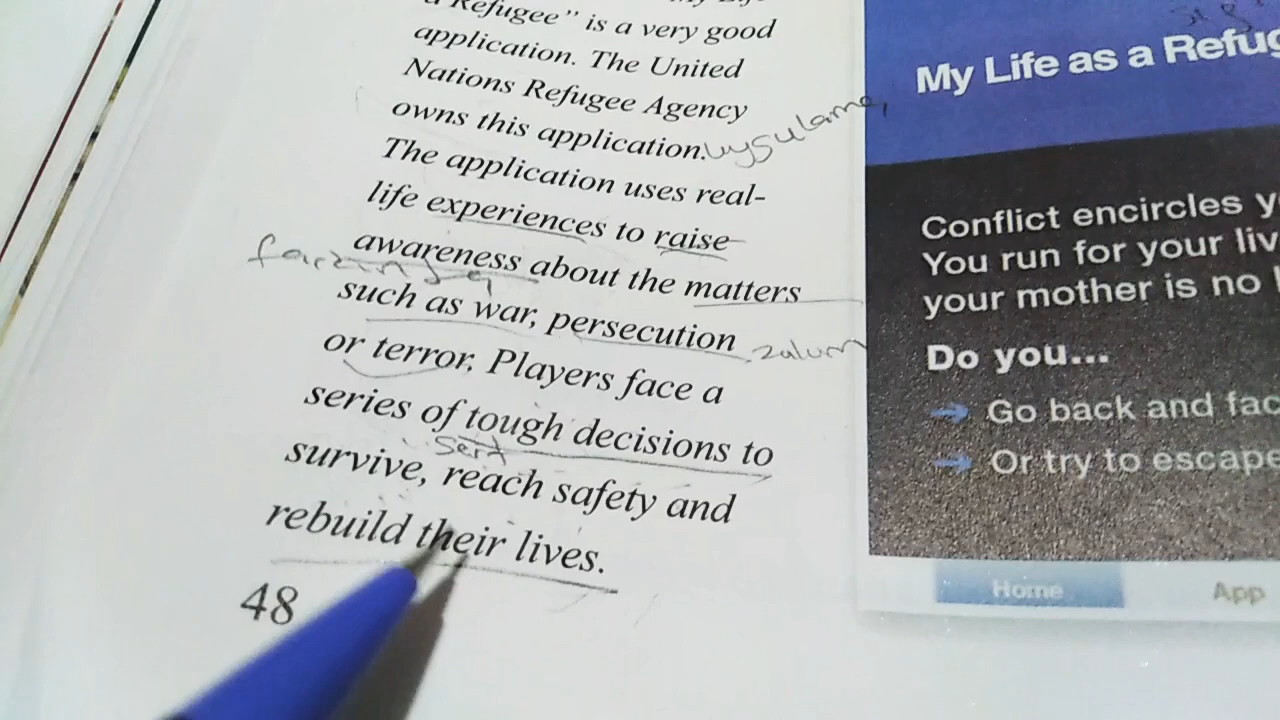 a Refugee" is a very good
application. The United
Nations Refugee Agency
owns this application.
The application uses real-
life experiences to raise
awareness about the matters
such as war, persecution
zalum
or terror. Players face a
series of tough decisions to
sert
survive, reach safety and
rebuild their lives.
48
My Life as a Refug
Conflict encircles y
You run for your liv
your mother is no l
Do you...
→ Go back and fac
→ Or try to escape
Home
App